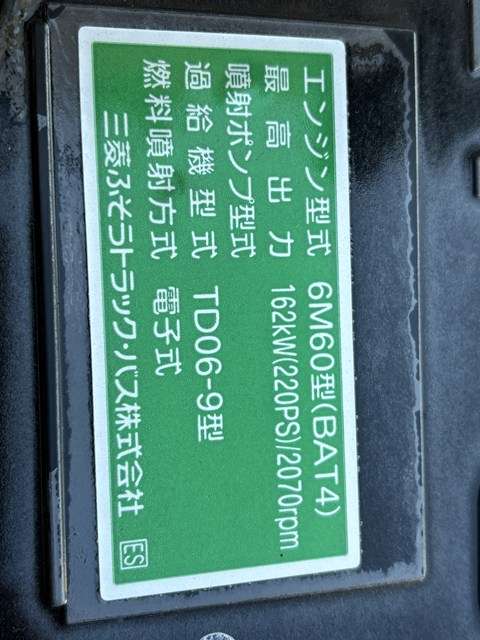 エンジン型式 6M60型(BAT4)
最高出力 162kW(220PS)/2070rpm
噴射ポンプ型式
過給機型式 TD06-9型
燃料噴射方式 電子式
三菱ふそうトラック・バス株式会社 ES